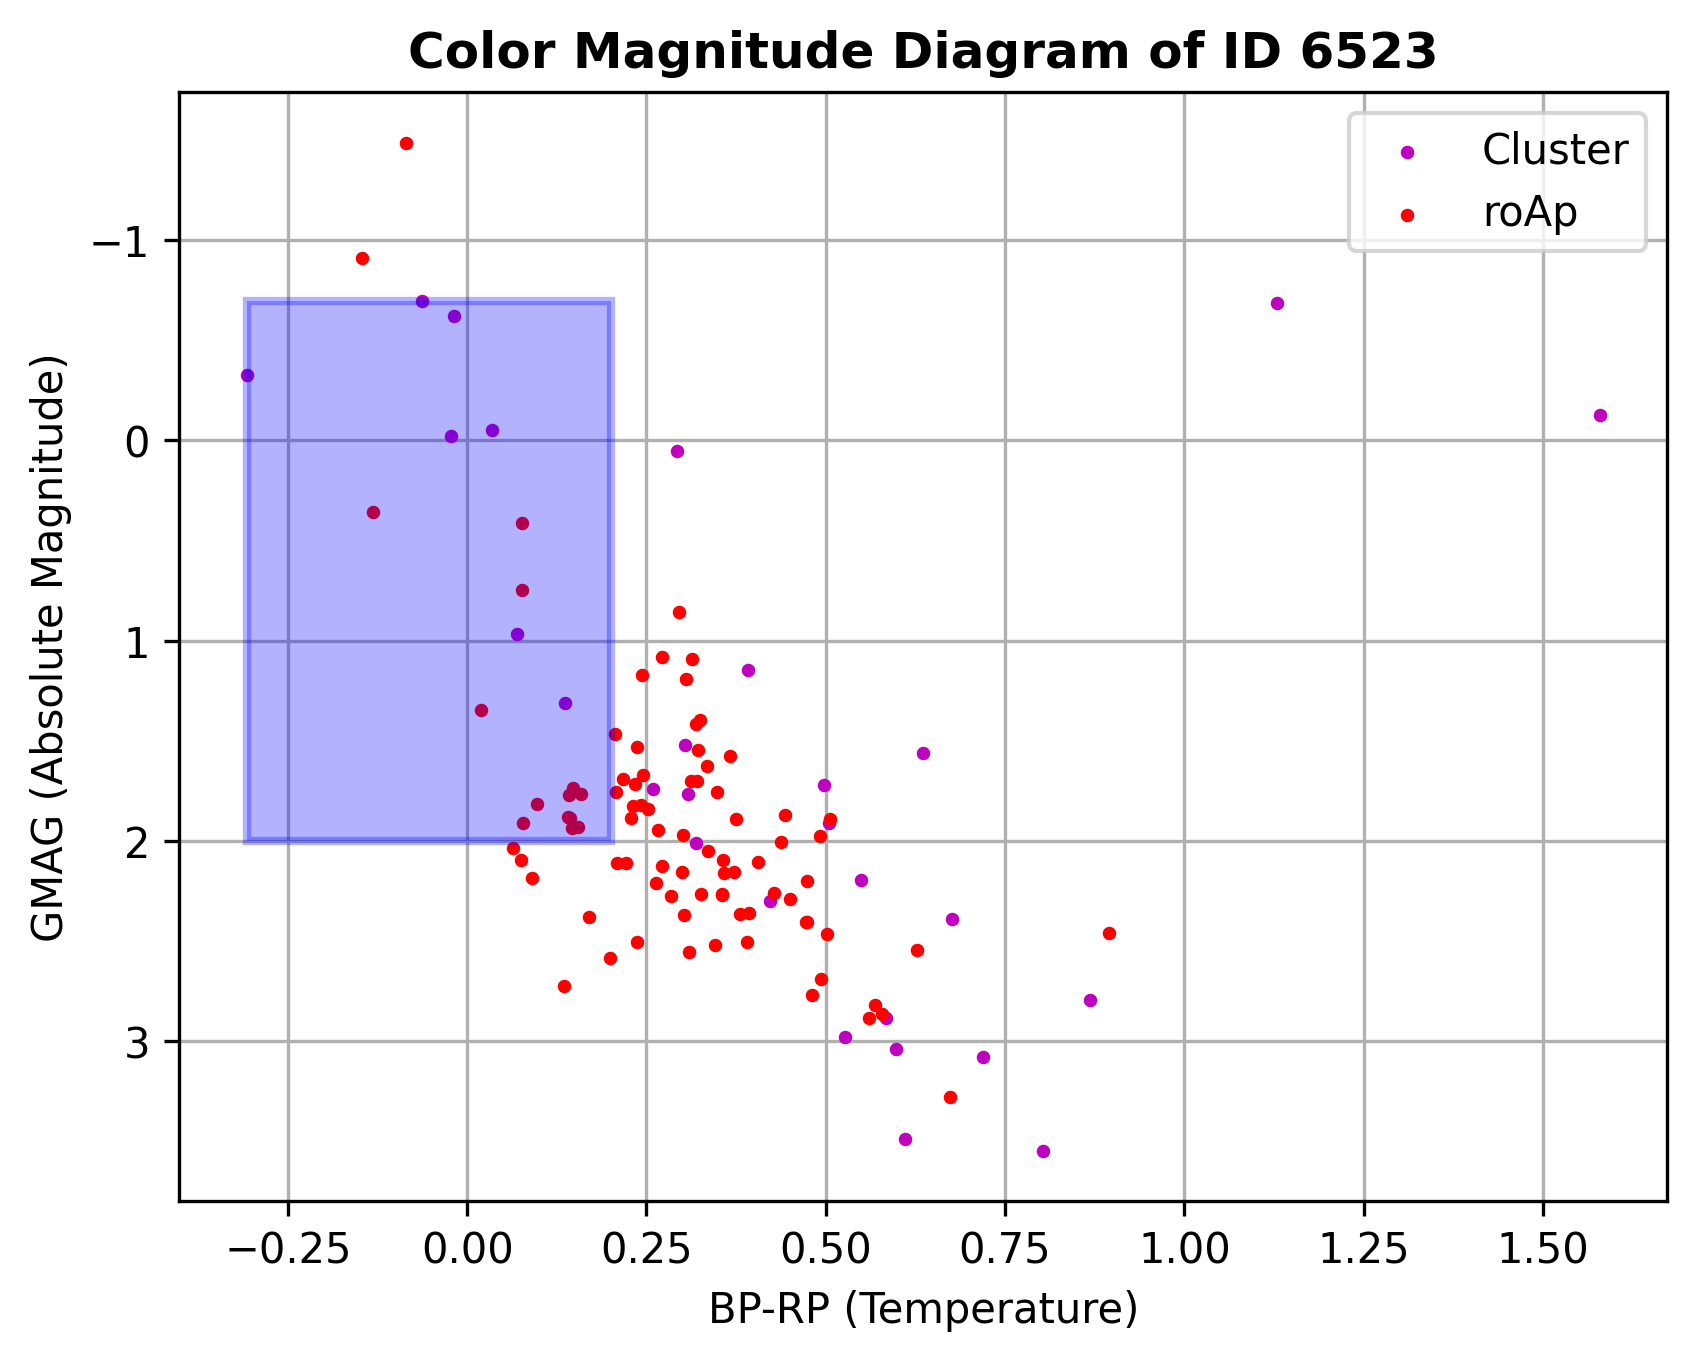 Color Magnitude Diagram of ID 6523
Cluster
roAp
GMAG (Absolute Magnitude)
−1
0
1
2
3
−0.25
0.00
0.25
0.50
0.75
1.00
1.25
1.50
BP-RP (Temperature)